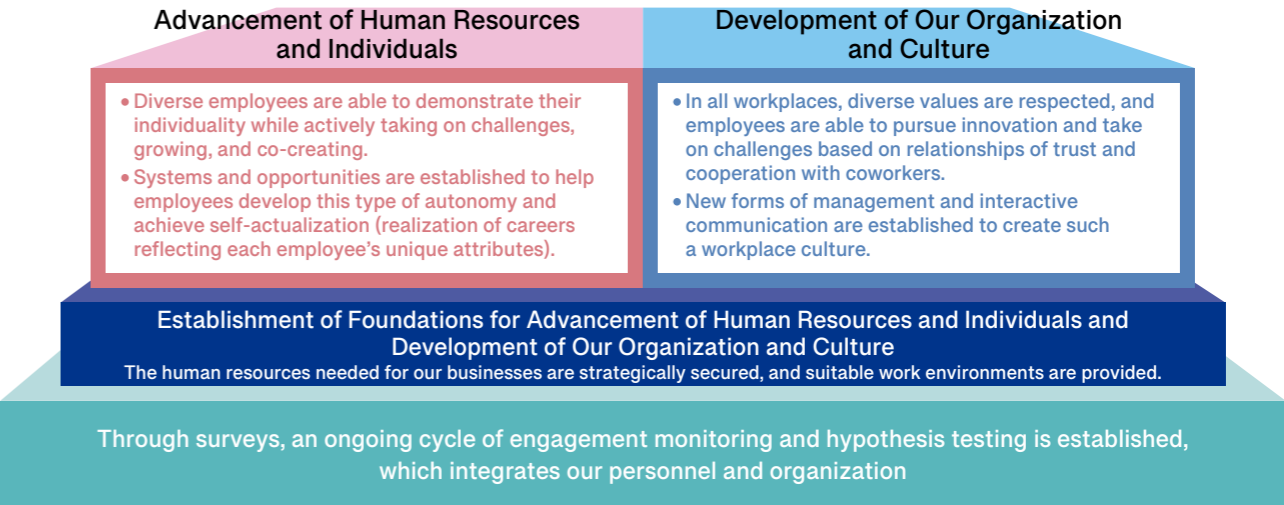 Advancement of Human Resources
and Individuals
• Diverse employees are able to demonstrate their
individuality while actively taking on challenges,
growing, and co-creating.
• Systems and opportunities are established to help
employees develop this type of autonomy and
achieve self-actualization (realization of careers
reflecting each employee’s unique attributes).
Development of Our Organization
and Culture
• In all workplaces, diverse values are respected, and
employees are able to pursue innovation and take
on challenges based on relationships of trust and
cooperation with coworkers.
• New forms of management and interactive
communication are established to create such
a workplace culture.
Establishment of Foundations for Advancement of Human Resources and Individuals and
Development of Our Organization and Culture
The human resources needed for our businesses are strategically secured, and suitable work environments are provided.
Through surveys, an ongoing cycle of engagement monitoring and hypothesis testing is established,
which integrates our personnel and organization